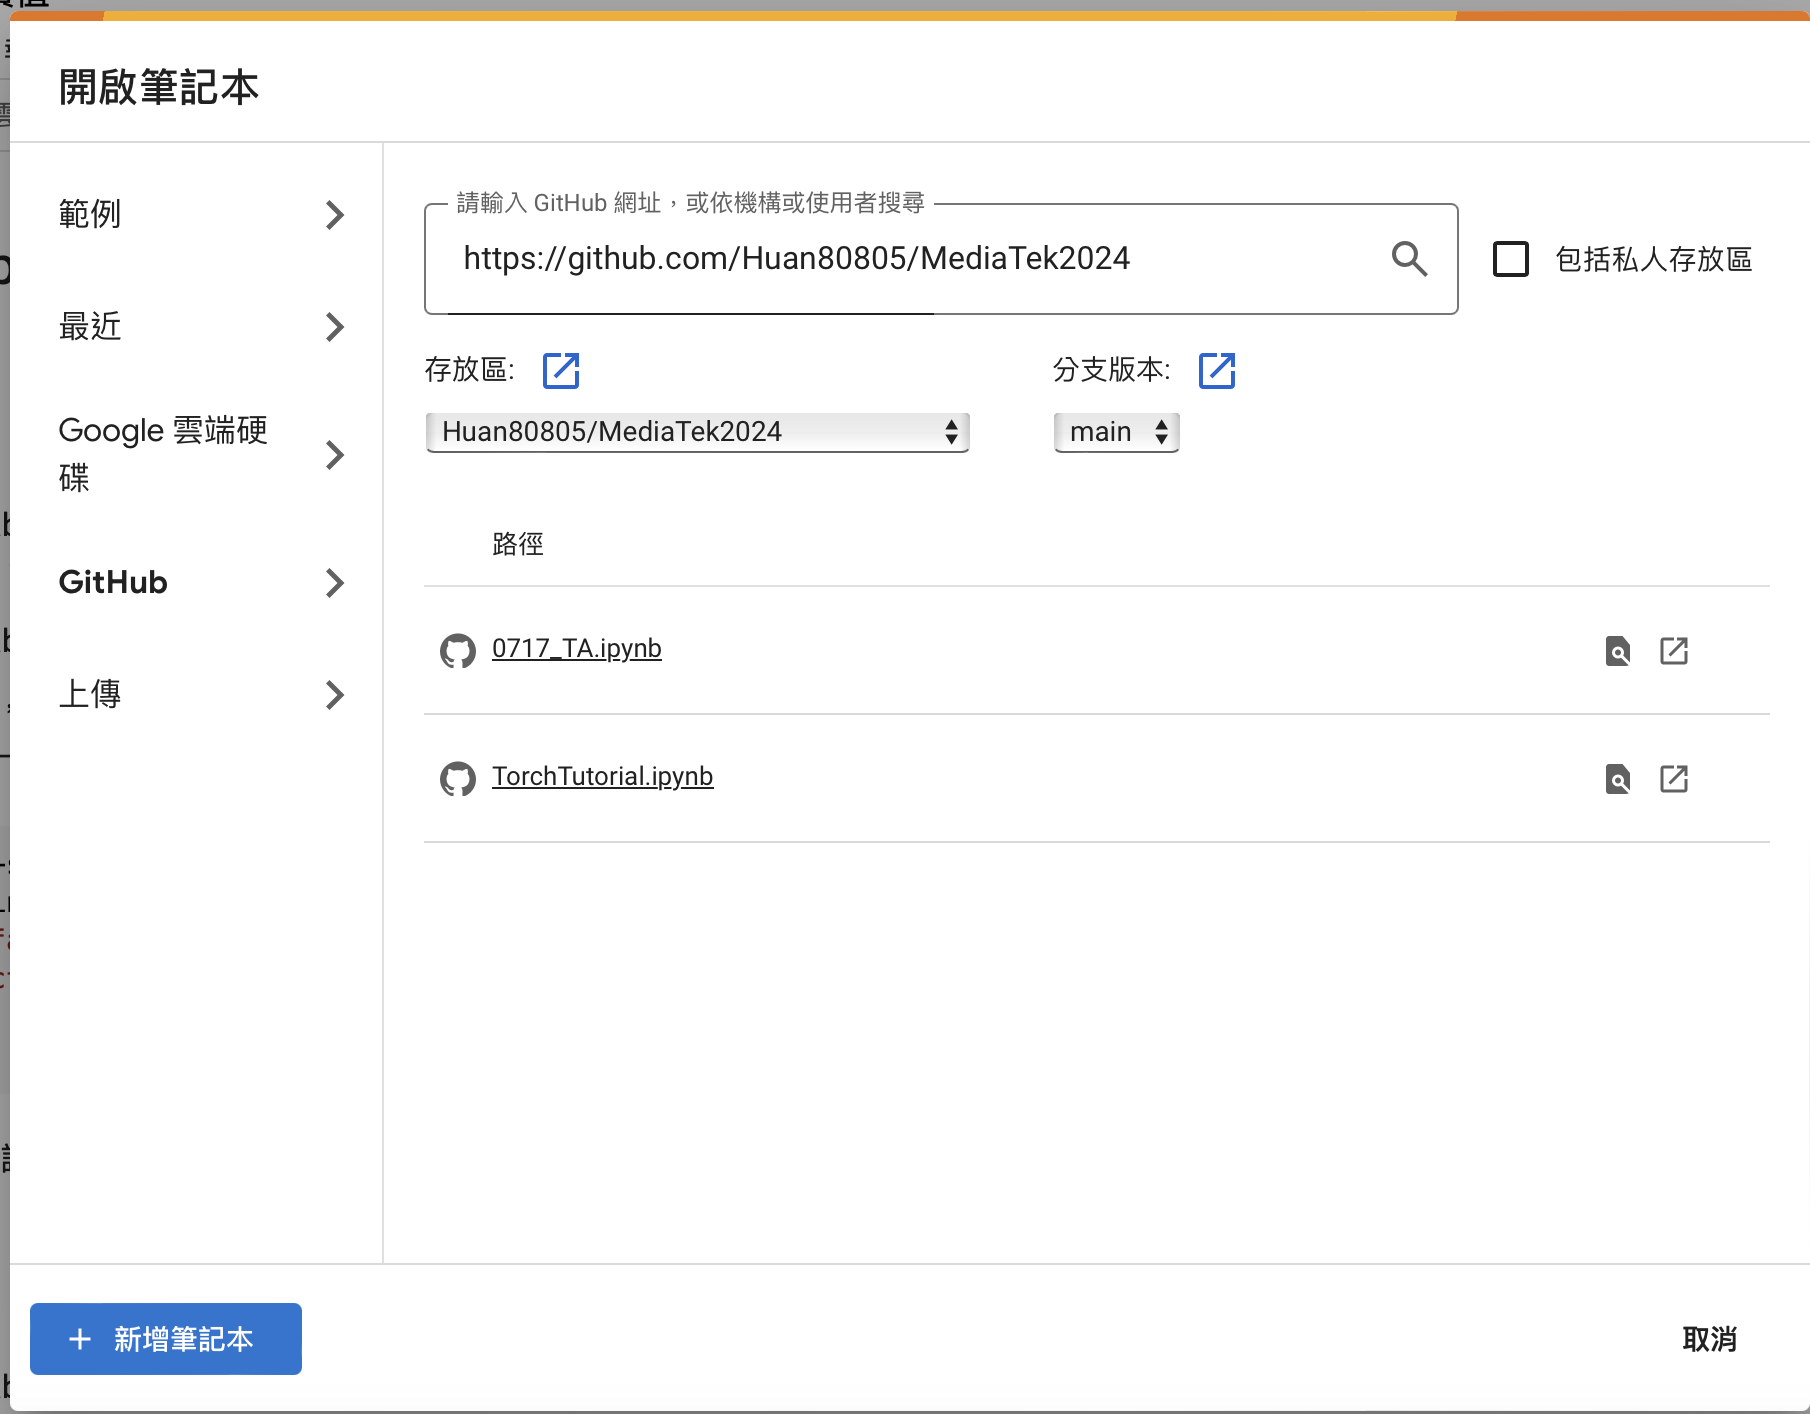 開啟筆記本
範例
最近
Google 雲端硬
碟
GitHub
上傳
請輸入 GitHub 網址，或依機構或使用者搜尋
https://github.com/Huan80805/MediaTek2024
包括私人存放區
存放區:
分支版本:
Huan80805/MediaTek2024
main
路徑
0717_TA.ipynb
TorchTutorial.ipynb
+ 新增筆記本
取消